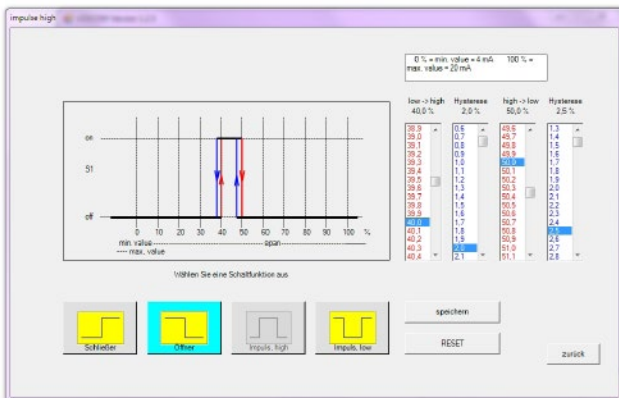 impulse high
0 % = min. value = 4 mA 100 % =
max. value = 20 mA
low -> high Hysterese high -> low Hysterese
40,0 % 2,0 % 50,0 % 2,5 %
38,9 0,6 49,6 1,3
39,0 0,7 49,7 1,4
39,1 0,8 49,8 1,5
39,2 0,9 49,9 1,6
39,3 1,0 50,0 1,7
39,4 1,1 50,1 1,8
39,5 1,2 50,2 1,9
39,6 1,3 50,3 2,0
39,7 1,4 50,4 2,1
39,8 1,5 50,5 2,2
39,9 1,6 50,6 2,3
40,0 1,7 50,7 2,4
40,1 1,8 50,8 2,5
40,2 1,9 50,9 2,6
40,3 2,0 51,0 2,7
40,4 2,1 51,1 2,8
on
S1
off
0 10 20 30 40 50 60 70 80 90 100 %
min. value span
max. value
Wählen Sie eine Schaltfunktion aus
Schließer
Öffner
Impuls, high
Impuls, low
speichern
RESET
zurück